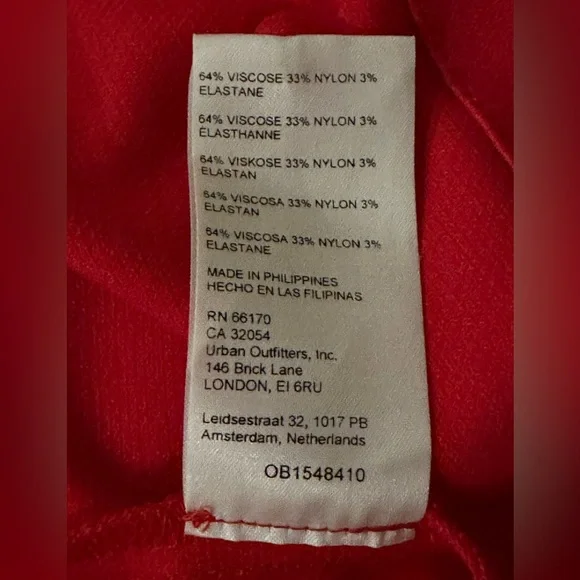 64% VISCOSE 33% NYLON 3%
ELASTANE
64% VISCOSE 33% NYLON 3%
ÉLASTHANNE
64% VISKOSE 33% NYLON 3%
ELASTAN
64% VISCOSA 33% NYLON 3%
ELASTAN
64% VISCOSA 33% NYLON 3%
ELASTANE
MADE IN PHILIPPINES
HECHO EN LAS FILIPINAS
RN 66170
CA 32054
Urban Outfitters, Inc.
146 Brick Lane
LONDON, EI 6RU
Leidsestraat 32, 1017 PB
Amsterdam, Netherlands
OB1548410